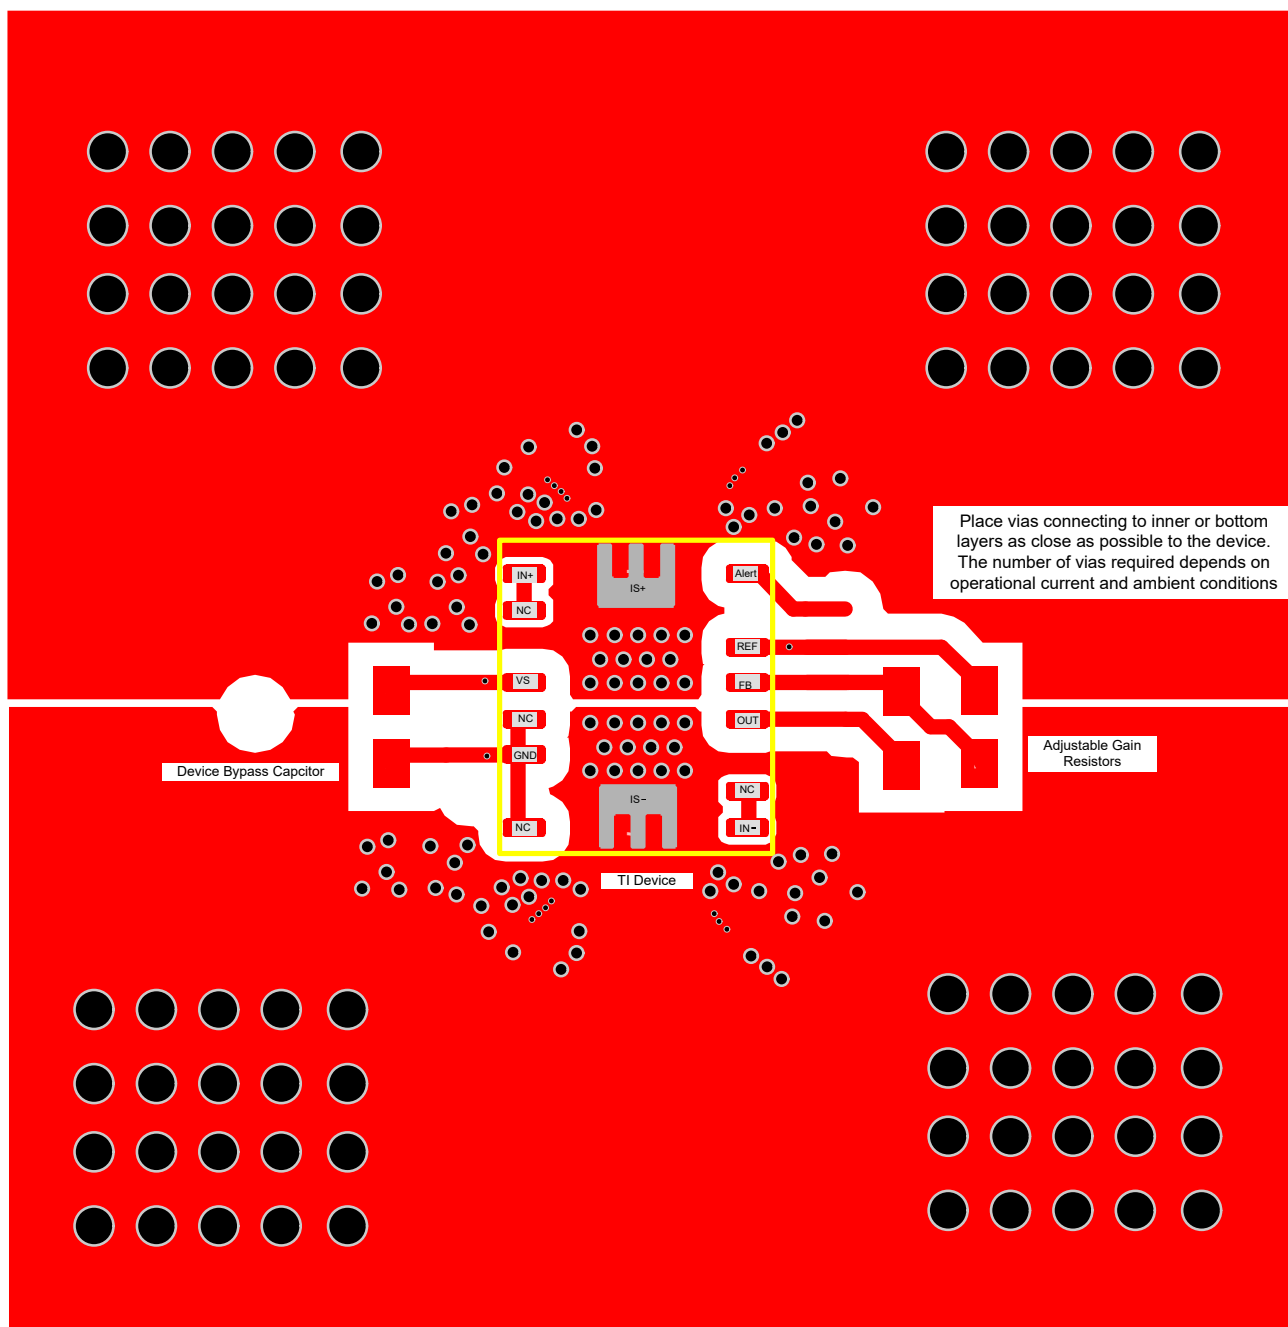 Place vias connecting to inner or bottom
layers as close as possible to the device.
The number of vias required depends on
operational current and ambient conditions
IN+
IS+
Alert
NC
REF
VS
FB
NC
OUT
GND
Adjustable Gain
Resistors
Device Bypass Capcitor
NC
IS−
NC
IN−
TI Device